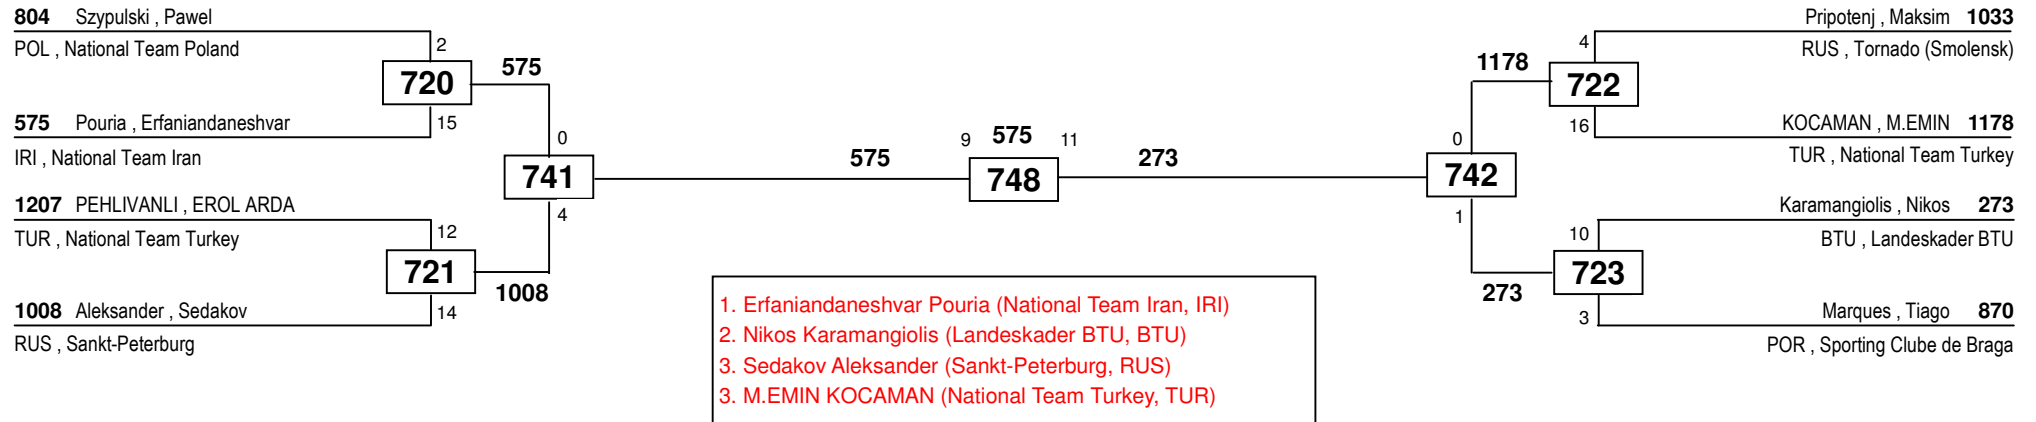 804 Szypulski , Pawel
POL , National Team Poland
2
720
575
15
575 Pouria , Erfaniandaneshvar
IRI , National Team Iran
0
741
4
1207 PEHLIVANLI , EROL ARDA
TUR , National Team Turkey
12
721
1008
14
1008 Aleksander , Sedakov
RUS , Sankt-Peterburg
575
9 575 11
748
273
Pripotenj , Maksim 1033
RUS , Tornado (Smolensk)
4
1178
722
16
KOCAMAN , M.EMIN 1178
TUR , National Team Turkey
0
742
1
Karamangiolis , Nikos 273
BTU , Landeskader BTU
10
723
273
3
Marques , Tiago 870
POR , Sporting Clube de Braga
1. Erfaniandaneshvar Pouria (National Team Iran, IRI)
2. Nikos Karamangiolis (Landeskader BTU, BTU)
3. Sedakov Aleksander (Sankt-Peterburg, RUS)
3. M.EMIN KOCAMAN (National Team Turkey, TUR)